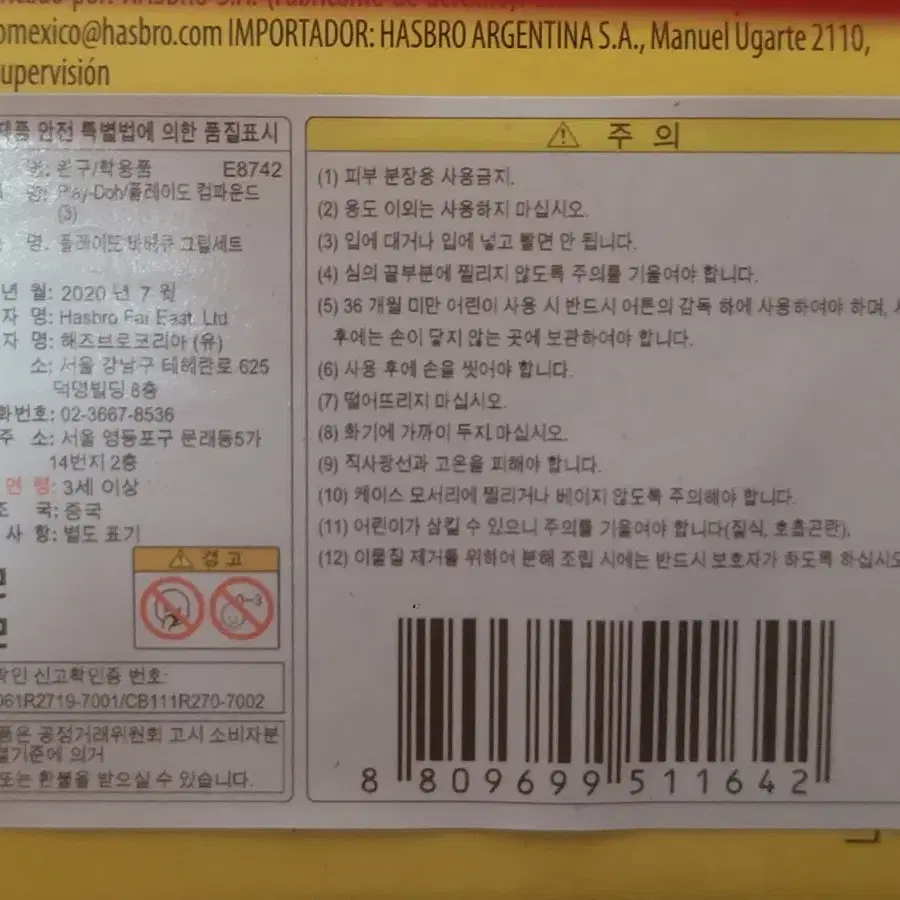 omexico@hasbro.com IMPORTADOR: HASBRO ARGENTINA S.A., Manuel Ugarte 2110,
upervisión
제품 안전 특별법에 의한 품질표시
명: 완구/학용품 E8742
명: Play-Doh/플레이도 컴파운드
(3)
명. 플레이도 바베큐 그릴세트
년 월: 2020 년 7 월
자 명: Hasbro Far East Ltd
자 명: 해즈브로코리아 (유)
소: 서울 강남구 테헤란로 625
덕명빌딩 8층
화번호: 02-3667-8536
주 소: 서울 영등포구 문래동5가
14번지 2층
연 령: 3세 이상
조 국: 중국
사 항: 별도 표기
⚠ 경 고
0-3
확인 신고확인증 번호:
061R2719-7001/CB111R270-7002
품은 공정거래위원회 고시 소비자분
결기준에 의거
또는 환불을 받으실 수 있습니다.
⚠ 주 의
(1) 피부 분장용 사용금지.
(2) 용도 이외는 사용하지 마십시오.
(3) 입에 대거나 입에 넣고 빨면 안 됩니다.
(4) 심의 끝부분에 찔리지 않도록 주의를 기울여야 합니다.
(5) 36 개월 미만 어린이 사용 시 반드시 어른의 감독 하에 사용하여야 하며, 사
후에는 손이 닿지 않는 곳에 보관하여야 합니다.
(6) 사용 후에 손을 씻어야 합니다.
(7) 떨어뜨리지 마십시오.
(8) 화기에 가까이 두지 마십시오.
(9) 직사광선과 고온을 피해야 합니다.
(10) 케이스 모서리에 찔리거나 베이지 않도록 주의해야 합니다.
(11) 어린이가 삼킬 수 있으니 주의를 기울여야 합니다(질식, 호흡곤란).
(12) 이물질 제거를 위하여 분해 조립 시에는 반드시 보호자가 하도록 하십시오
8 809699 511642